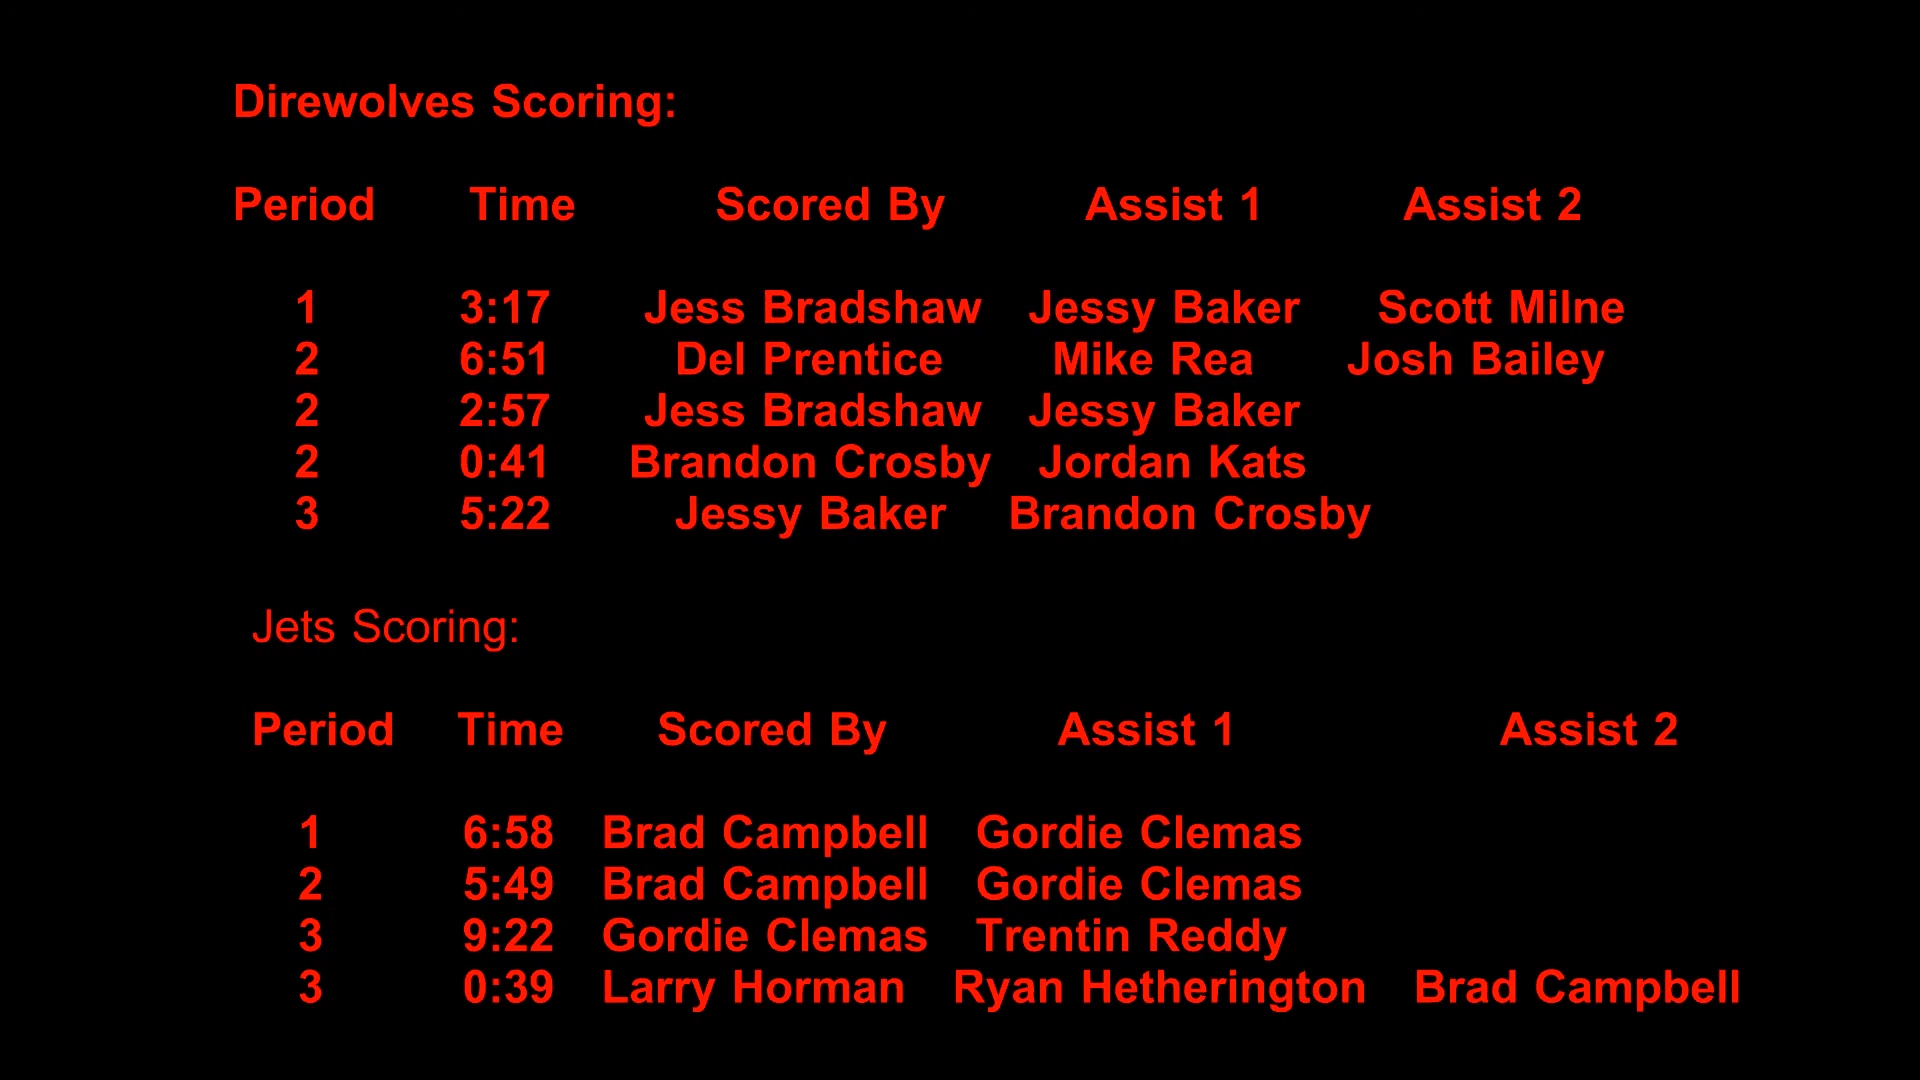 Direwolves Scoring:
Period Time Scored By Assist 1 Assist 2
1 3:17 Jess Bradshaw Jessy Baker Scott Milne
2 6:51 Del Prentice Mike Rea Josh Bailey
2 2:57 Jess Bradshaw Jessy Baker
2 0:41 Brandon Crosby Jordan Kats
3 5:22 Jessy Baker Brandon Crosby
Jets Scoring:
Period Time Scored By Assist 1 Assist 2
1 6:58 Brad Campbell Gordie Clemas
2 5:49 Brad Campbell Gordie Clemas
3 9:22 Gordie Clemas Trentin Reddy
3 0:39 Larry Horman Ryan Hetherington Brad Campbell